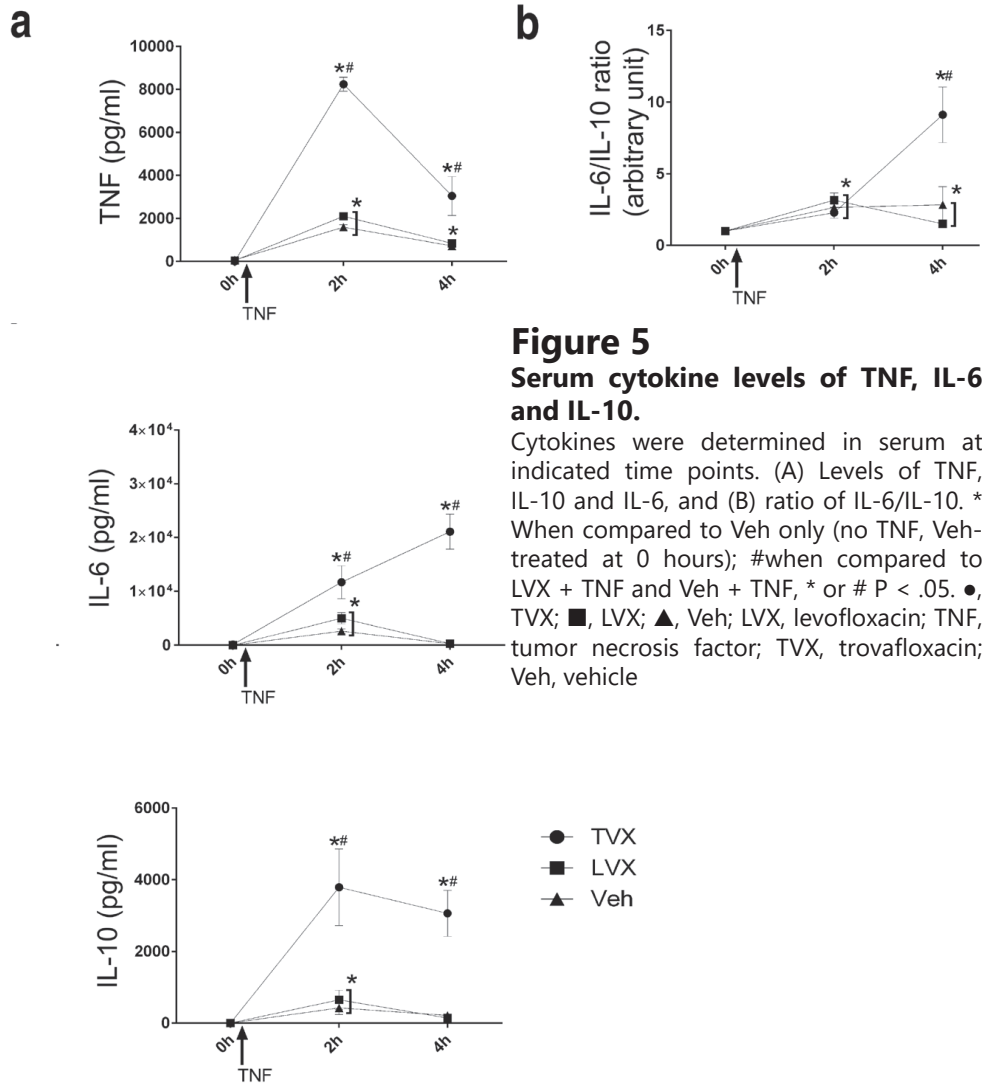 a
TNF (pg/ml)
10000
8000
6000
4000
2000
0
*#
*#
*
*
0h
2h
4h
TNF
b
IL-6/IL-10 ratio
(arbitrary unit)
15
10
5
0
*#
*
*
0h
2h
4h
TNF
IL-6 (pg/ml)
4×10⁴
3×10⁴
2×10⁴
1×10⁴
0
*#
*#
*
0h
2h
4h
TNF
Figure 5
Serum cytokine levels of TNF, IL-6
and IL-10.
Cytokines were determined in serum at
indicated time points. (A) Levels of TNF,
IL-10 and IL-6, and (B) ratio of IL-6/IL-10. *
When compared to Veh only (no TNF, Veh-
treated at 0 hours); #when compared to
LVX + TNF and Veh + TNF, * or # P < .05. ●,
TVX; ■, LVX; ▲, Veh; LVX, levofloxacin; TNF,
tumor necrosis factor; TVX, trovafloxacin;
Veh, vehicle
IL-10 (pg/ml)
6000
4000
2000
0
*#
*#
*
0h
2h
4h
TNF
TVX
LVX
Veh